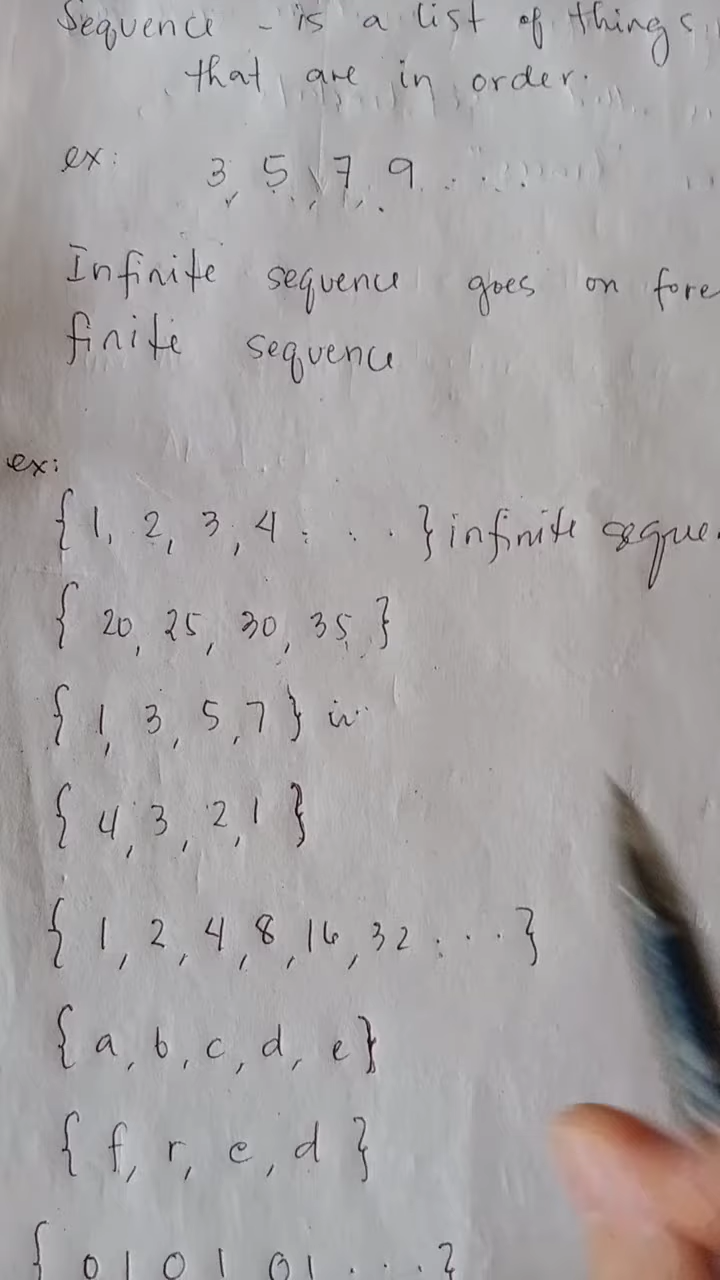 Sequence - is a list of things
that are in order.
ex: 3, 5, 7, 9 . . . . .
Infinite sequence goes on fore
finite sequence
ex:
{ 1, 2, 3, 4 . . . } infinite seque
{ 20, 25, 30, 35, }
{ 1, 3, 5, 7 } in
{ 4, 3, 2, 1 }
{ 1, 2, 4, 8, 16, 32 . . . }
{ a, b, c, d, e }
{ f, r, e, d }
{ 0 1 0 1 0 1 . . . }